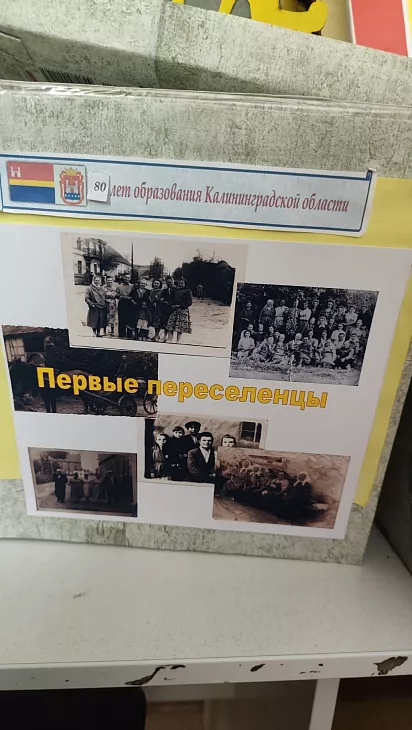 80 лет образования Калининградской области
Первые переселенцы